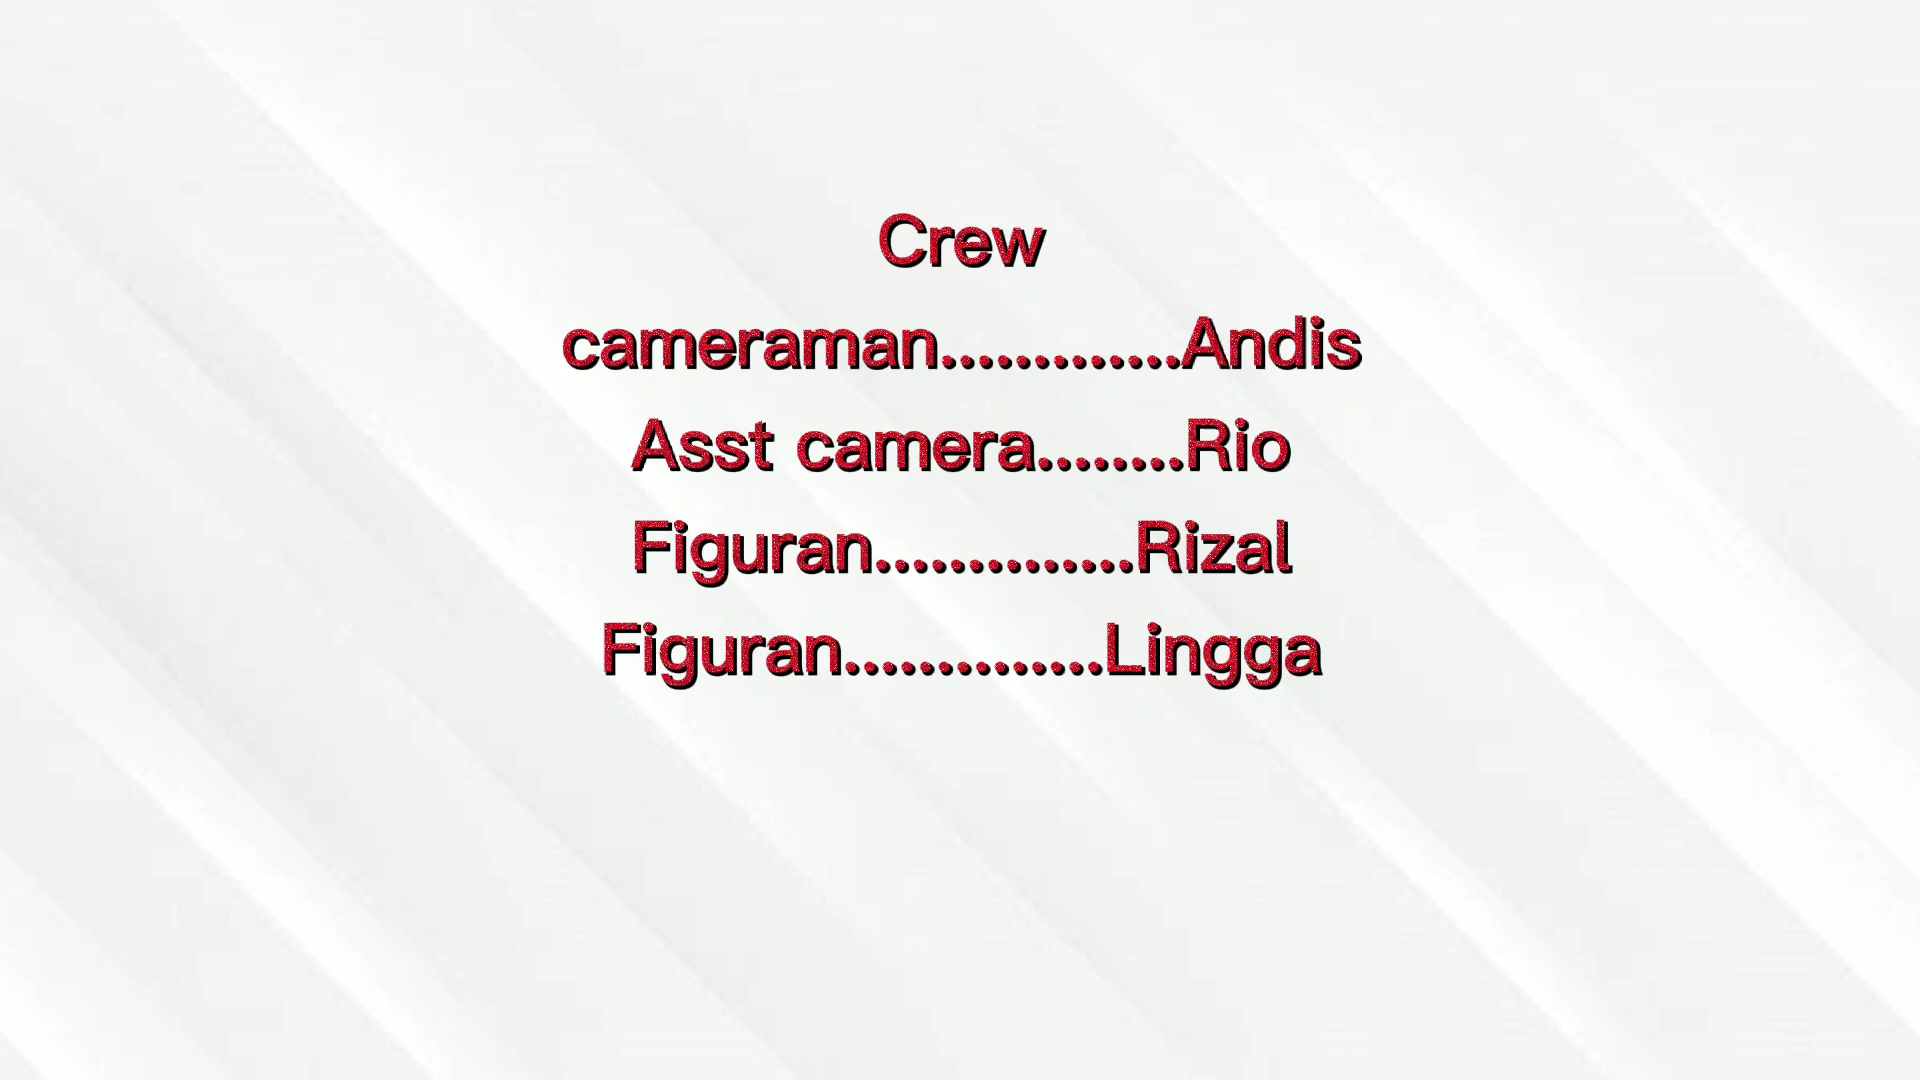 Crew
cameraman.............Andis
Asst camera........Rio
Figuran..............Rizal
Figuran..............Lingga